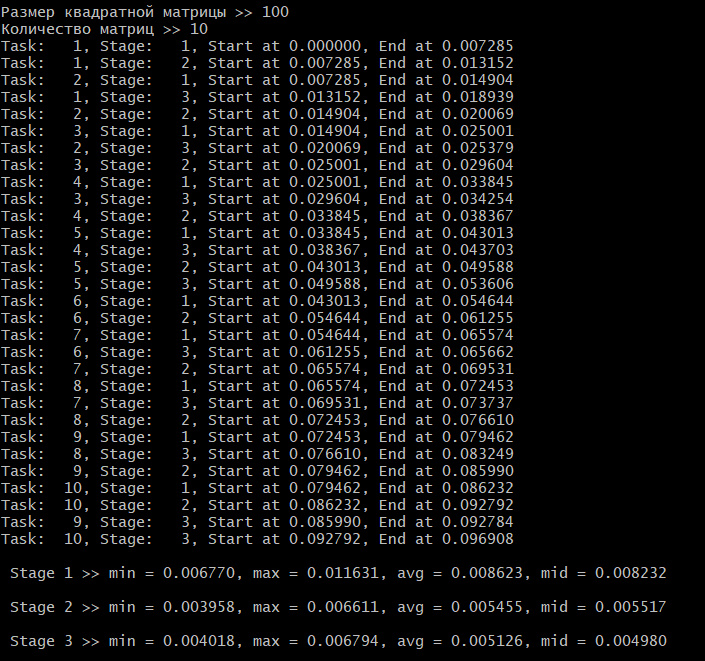 Размер квадратной матрицы >> 100
Количество матриц >> 10
Task:   1, Stage:   1, Start at 0.000000, End at 0.007285
Task:   1, Stage:   2, Start at 0.007285, End at 0.013152
Task:   2, Stage:   1, Start at 0.007285, End at 0.014904
Task:   1, Stage:   3, Start at 0.013152, End at 0.018939
Task:   2, Stage:   2, Start at 0.014904, End at 0.020069
Task:   3, Stage:   1, Start at 0.014904, End at 0.025001
Task:   2, Stage:   3, Start at 0.020069, End at 0.025379
Task:   3, Stage:   2, Start at 0.025001, End at 0.029604
Task:   4, Stage:   1, Start at 0.025001, End at 0.033845
Task:   3, Stage:   3, Start at 0.029604, End at 0.034254
Task:   4, Stage:   2, Start at 0.033845, End at 0.038367
Task:   5, Stage:   1, Start at 0.033845, End at 0.043013
Task:   4, Stage:   3, Start at 0.038367, End at 0.043703
Task:   5, Stage:   2, Start at 0.043013, End at 0.049588
Task:   5, Stage:   3, Start at 0.049588, End at 0.053606
Task:   6, Stage:   1, Start at 0.043013, End at 0.054644
Task:   6, Stage:   2, Start at 0.054644, End at 0.061255
Task:   7, Stage:   1, Start at 0.054644, End at 0.065574
Task:   6, Stage:   3, Start at 0.061255, End at 0.065662
Task:   7, Stage:   2, Start at 0.065574, End at 0.069531
Task:   8, Stage:   1, Start at 0.065574, End at 0.072453
Task:   7, Stage:   3, Start at 0.069531, End at 0.073737
Task:   8, Stage:   2, Start at 0.072453, End at 0.076610
Task:   9, Stage:   1, Start at 0.072453, End at 0.079462
Task:   8, Stage:   3, Start at 0.076610, End at 0.083249
Task:   9, Stage:   2, Start at 0.079462, End at 0.085990
Task:  10, Stage:   1, Start at 0.079462, End at 0.086232
Task:  10, Stage:   2, Start at 0.086232, End at 0.092792
Task:   9, Stage:   3, Start at 0.085990, End at 0.092784
Task:  10, Stage:   3, Start at 0.092792, End at 0.096908
Stage 1 >> min = 0.006770, max = 0.011631, avg = 0.008623, mid = 0.008232
Stage 2 >> min = 0.003958, max = 0.006611, avg = 0.005455, mid = 0.005517
Stage 3 >> min = 0.004018, max = 0.006794, avg = 0.005126, mid = 0.004980